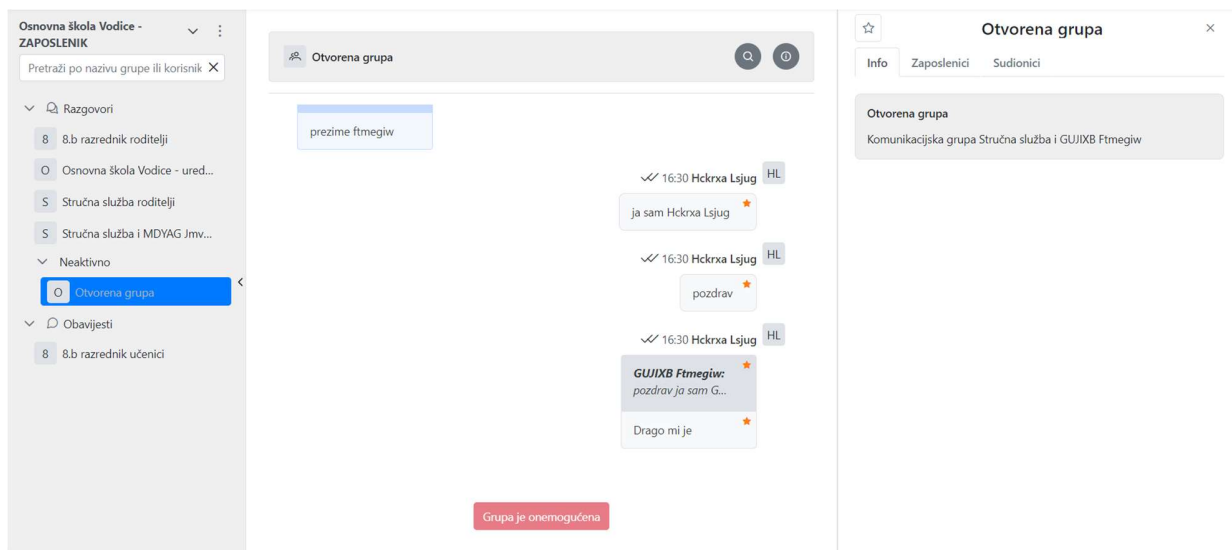 Osnovna škola Vodice -
ZAPOSLENIK
Pretraži po nazivu grupe ili korisnik
Razgovori
8 8.b razrednik roditelji
O Osnovna škola Vodice - ured...
S Stručna služba roditelji
S Stručna služba i MDYAG Jmv...
Neaktivno
O Otvorena grupa
Obavijesti
8 8.b razrednik učenici
Otvorena grupa
prezime ftmegiw
16:30 Hckrxa Lsjug HL
ja sam Hckrxa Lsjug
16:30 Hckrxa Lsjug HL
pozdrav
16:30 Hckrxa Lsjug HL
GUJIXB Ftmegiw:
pozdrav ja sam G...
Drago mi je
Grupa je onemogućena
Otvorena grupa
Info Zaposlenici Sudionici
Otvorena grupa
Komunikacijska grupa Stručna služba i GUJIXB Ftmegiw